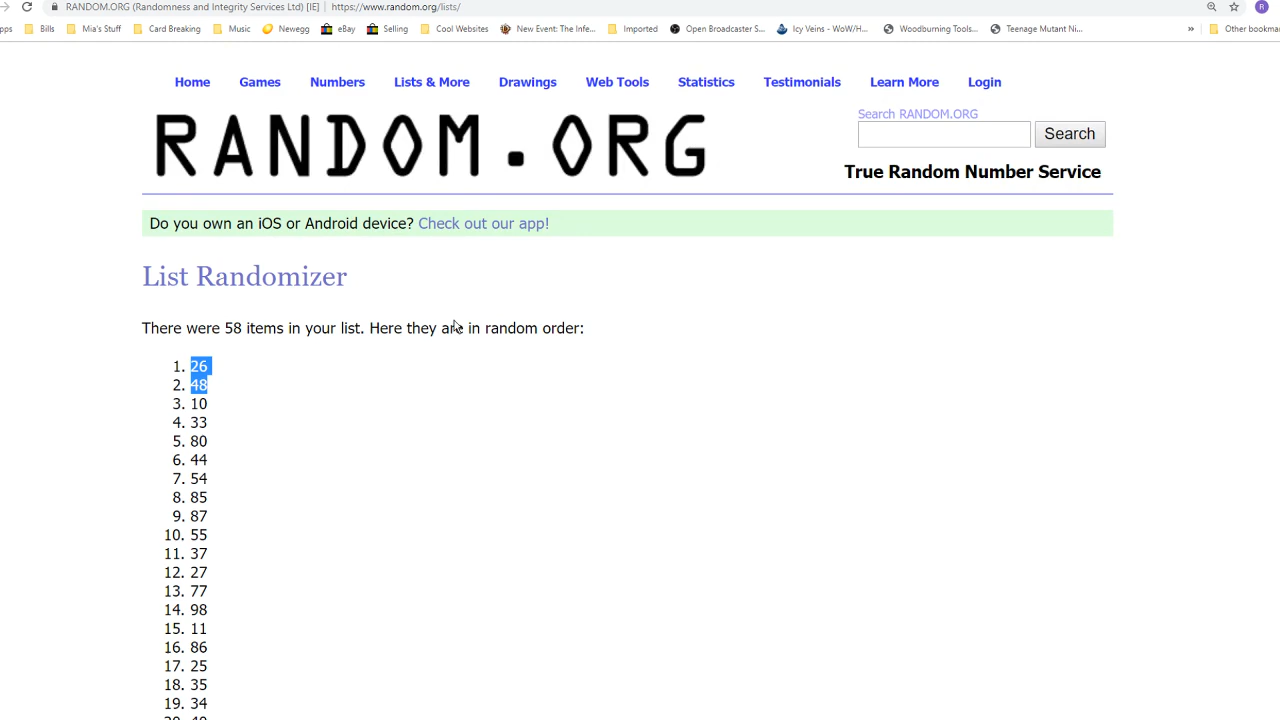 RANDOM.ORG (Randomness and Integrity Services Ltd) [IE] | https://www.random.org/lists/
R
pps Bills Mia's Stuff Card Breaking Music Newegg eBay Selling Cool Websites New Event: The Infe... Imported Open Broadcaster S... Icy Veins - WoW/H... Woodburning Tools... Teenage Mutant Ni... » Other bookmar
Home Games Numbers Lists & More Drawings Web Tools Statistics Testimonials Learn More Login
RANDOM.ORG
Search RANDOM.ORG
Search
True Random Number Service
Do you own an iOS or Android device? Check out our app!
List Randomizer
There were 58 items in your list. Here they are in random order:
1. 26
2. 48
3. 10
4. 33
5. 80
6. 44
7. 54
8. 85
9. 87
10. 55
11. 37
12. 27
13. 77
14. 98
15. 11
16. 86
17. 25
18. 35
19. 34